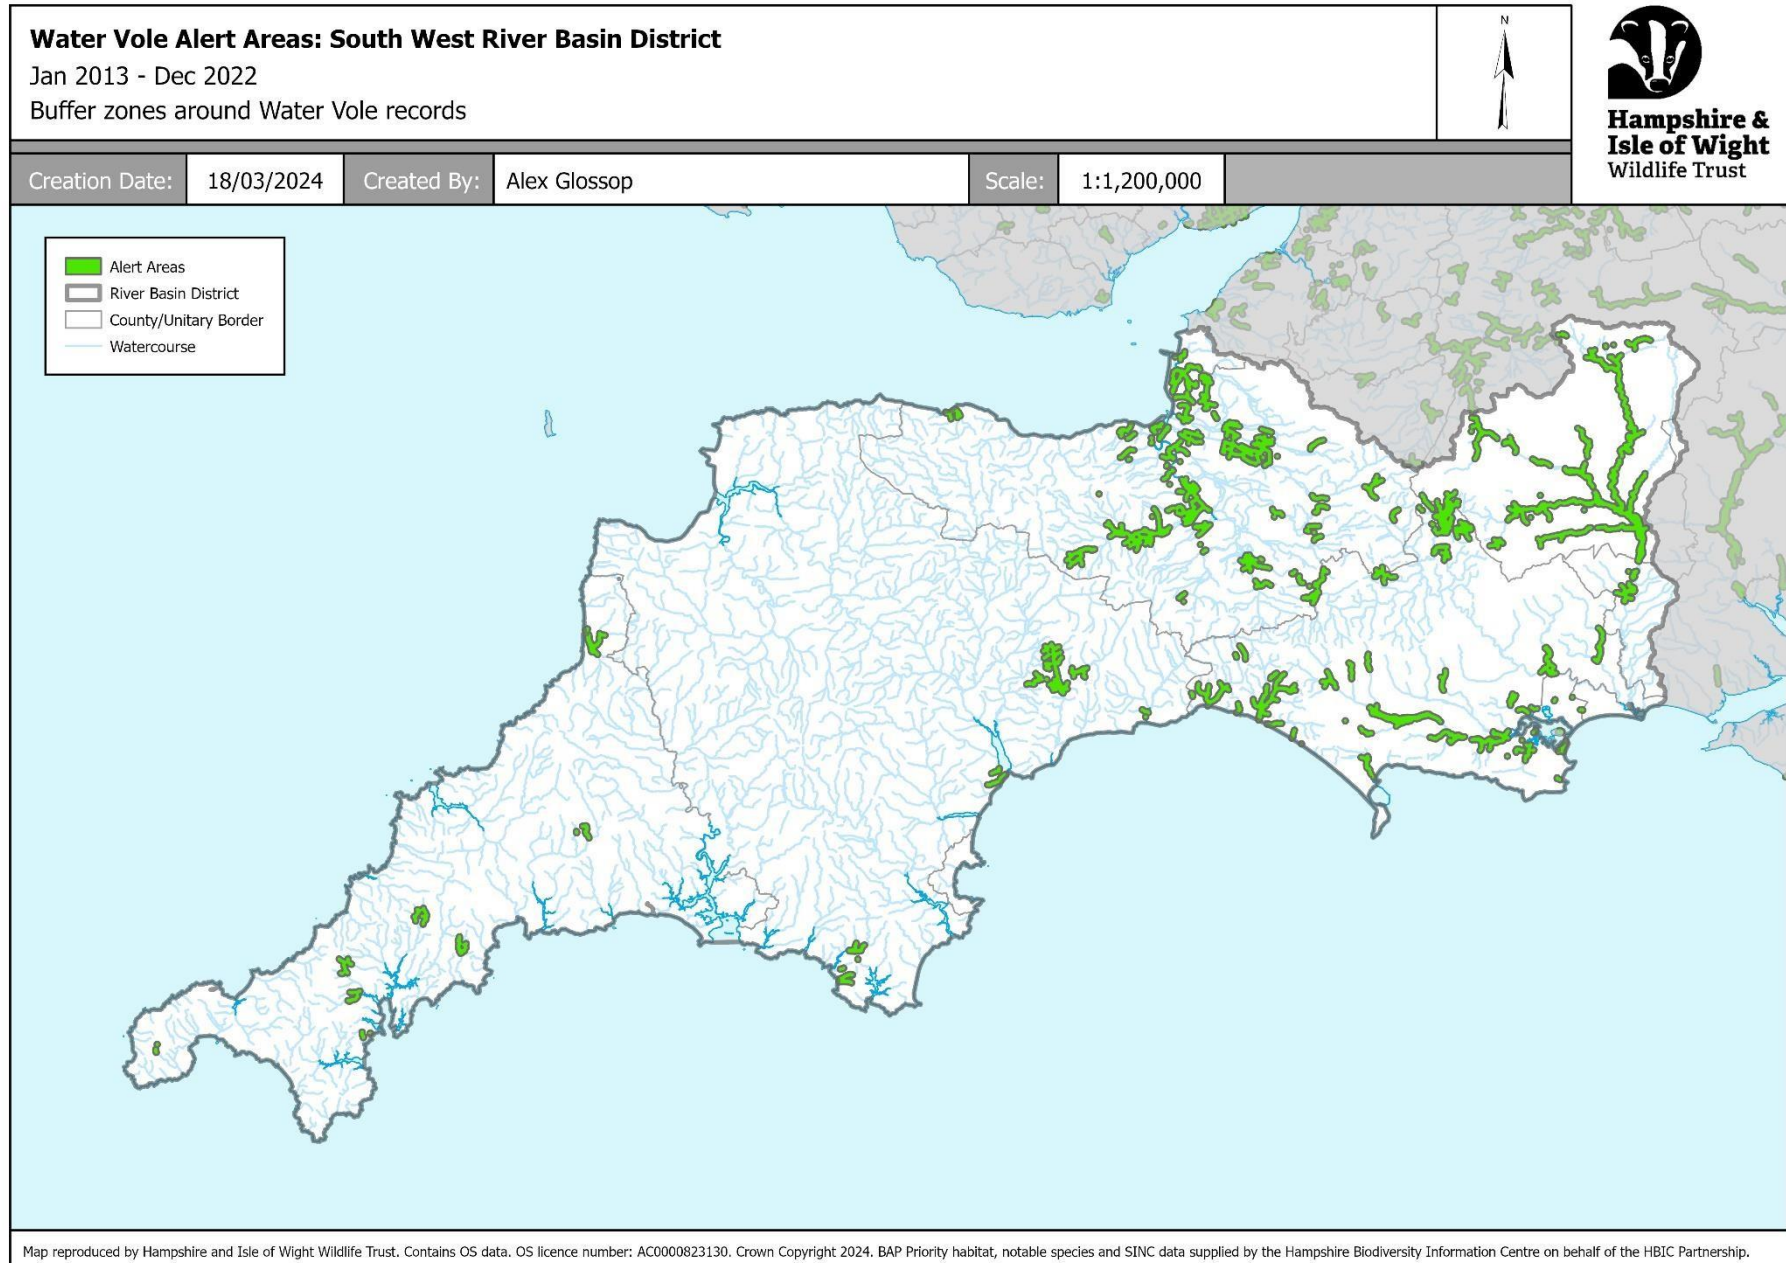 Water Vole Alert Areas: South West River Basin District
Jan 2013 - Dec 2022
Buffer zones around Water Vole records
N
Hampshire &
Isle of Wight
Wildlife Trust
Creation Date: 18/03/2024 Created By: Alex Glossop Scale: 1:1,200,000
Alert Areas
River Basin District
County/Unitary Border
Watercourse
Map reproduced by Hampshire and Isle of Wight Wildlife Trust. Contains OS data. OS licence number: AC0000823130. Crown Copyright 2024. BAP Priority habitat, notable species and SINC data supplied by the Hampshire Biodiversity Information Centre on behalf of the HBIC Partnership.